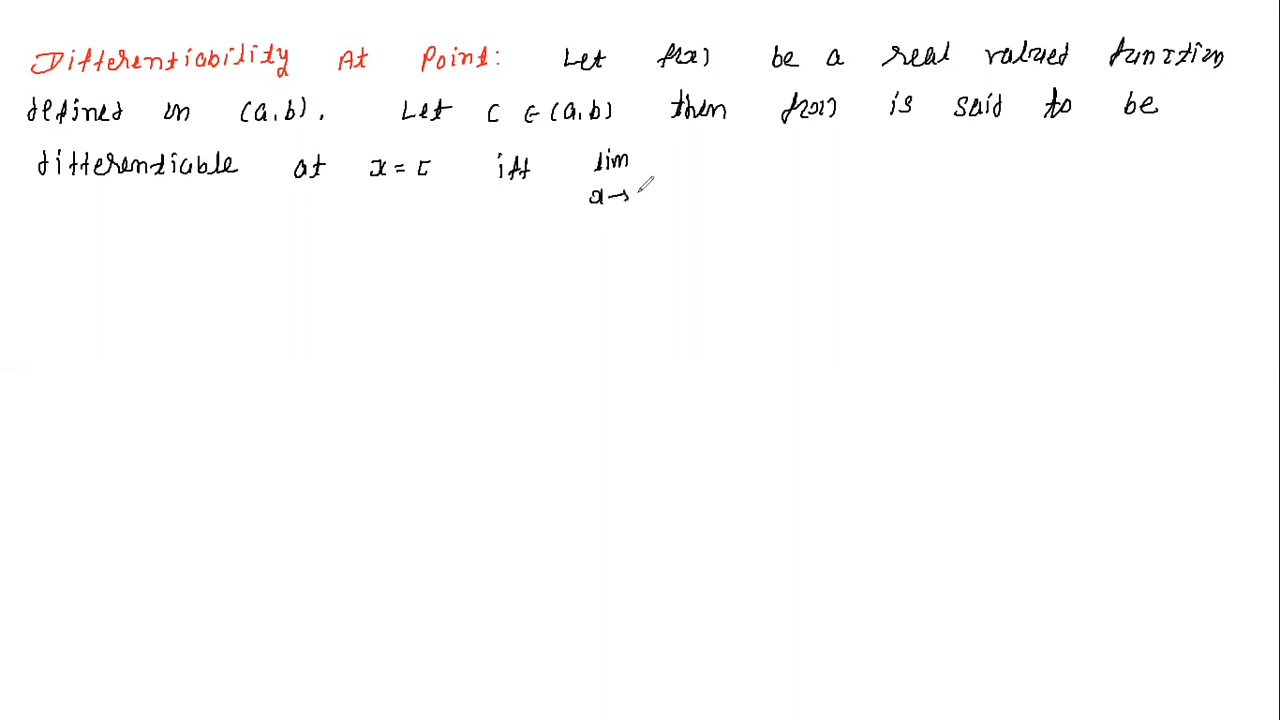 Differentiability At Point: Let f(x) be a real valued function
defined on (a,b). Let c ∈ (a,b) then f(x) is said to be
differentiable at x = c iff lim
x→